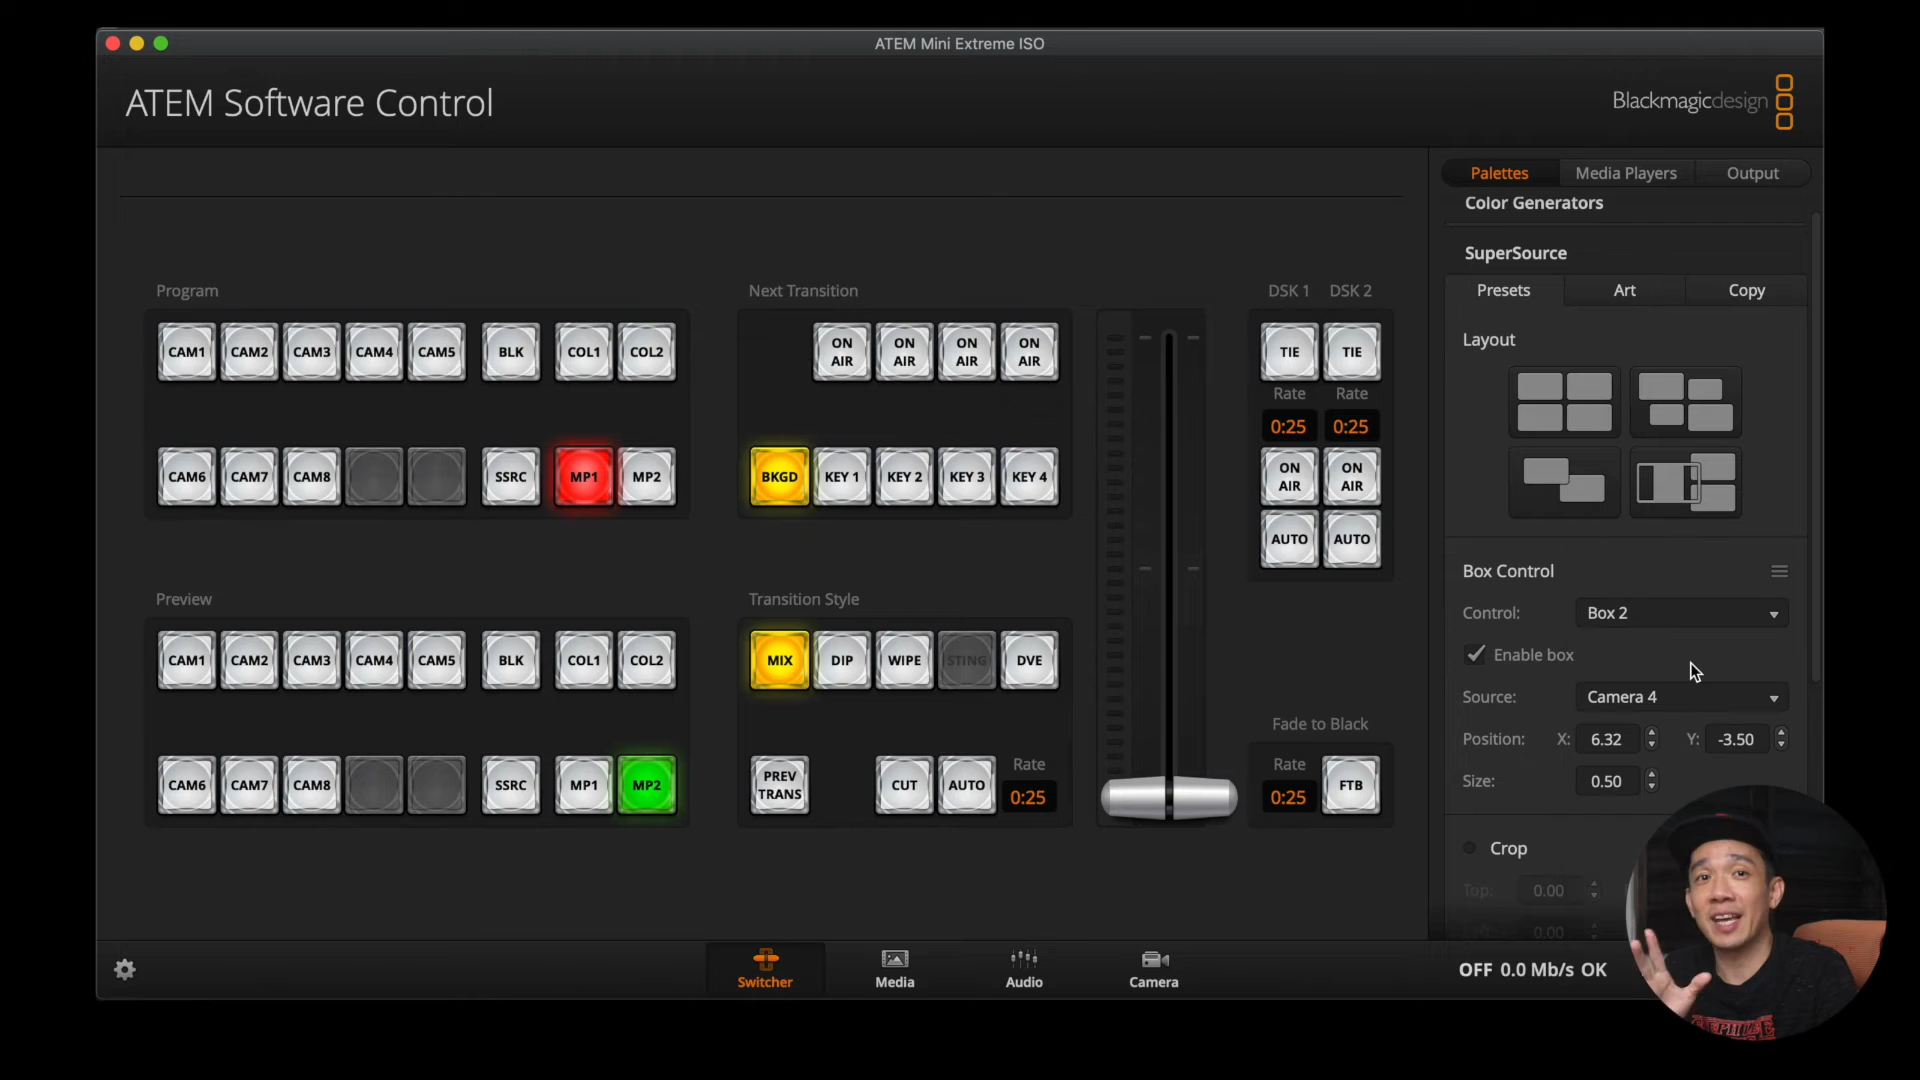 ATEM Mini Extreme ISO
ATEM Software Control
Blackmagicdesign
Palettes
Media Players
Output
Color Generators
SuperSource
Presets
Art
Copy
Layout
Program
CAM1
CAM2
CAM3
CAM4
CAM5
BLK
COL1
COL2
CAM6
CAM7
CAM8
SSRC
MP1
MP2
Next Transition
ON
AIR
ON
AIR
ON
AIR
ON
AIR
BKGD
KEY 1
KEY 2
KEY 3
KEY 4
DSK 1
DSK 2
TIE
TIE
Rate
Rate
0:25
0:25
ON
AIR
ON
AIR
AUTO
AUTO
Preview
CAM1
CAM2
CAM3
CAM4
CAM5
BLK
COL1
COL2
CAM6
CAM7
CAM8
SSRC
MP1
MP2
Transition Style
MIX
DIP
WIPE
STING
DVE
PREV
TRANS
CUT
AUTO
Rate
0:25
Fade to Black
Rate
0:25
FTB
Box Control
Control:
Box 2
Enable box
Source:
Camera 4
Position:
X:
6.32
Y:
-3.50
Size:
0.50
Crop
Top:
0.00
0.00
Switcher
Media
Audio
Camera
OFF 0.0 Mb/s OK